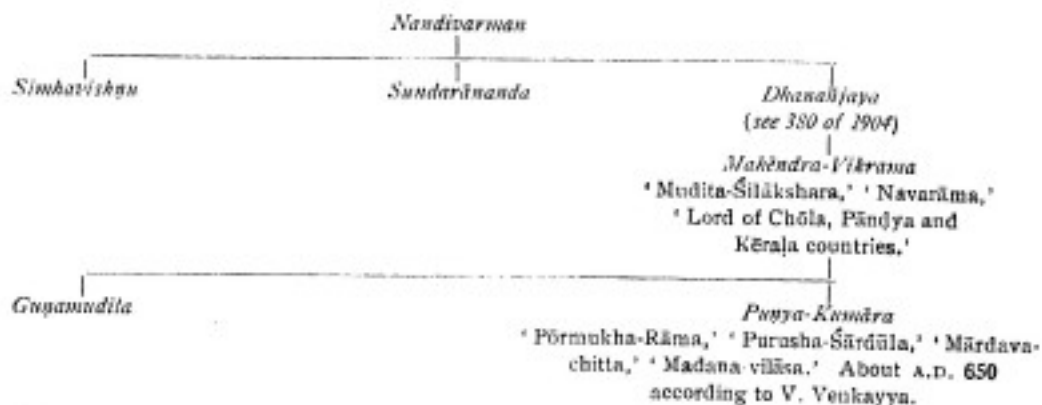 Nandivarman
Simhavishṇu Sundarānanda Dhanañjaya
(see 380 of 1904)
Mahēndra-Vikrama
‘ Mudita-Śilākshara,’ ‘ Navarāma,’
‘ Lord of Chōla, Pāṇḍya and
Kēraḷa countries.’
Guṇamudita Puṇya-Kumāra
‘ Pōrmukha-Rāma,’ ‘ Purusha-Śārdūla,’ ‘ Mārdava-
chitta,’ ‘ Madana vilāsa.’ About A.D. 650
according to V. Venkayya.